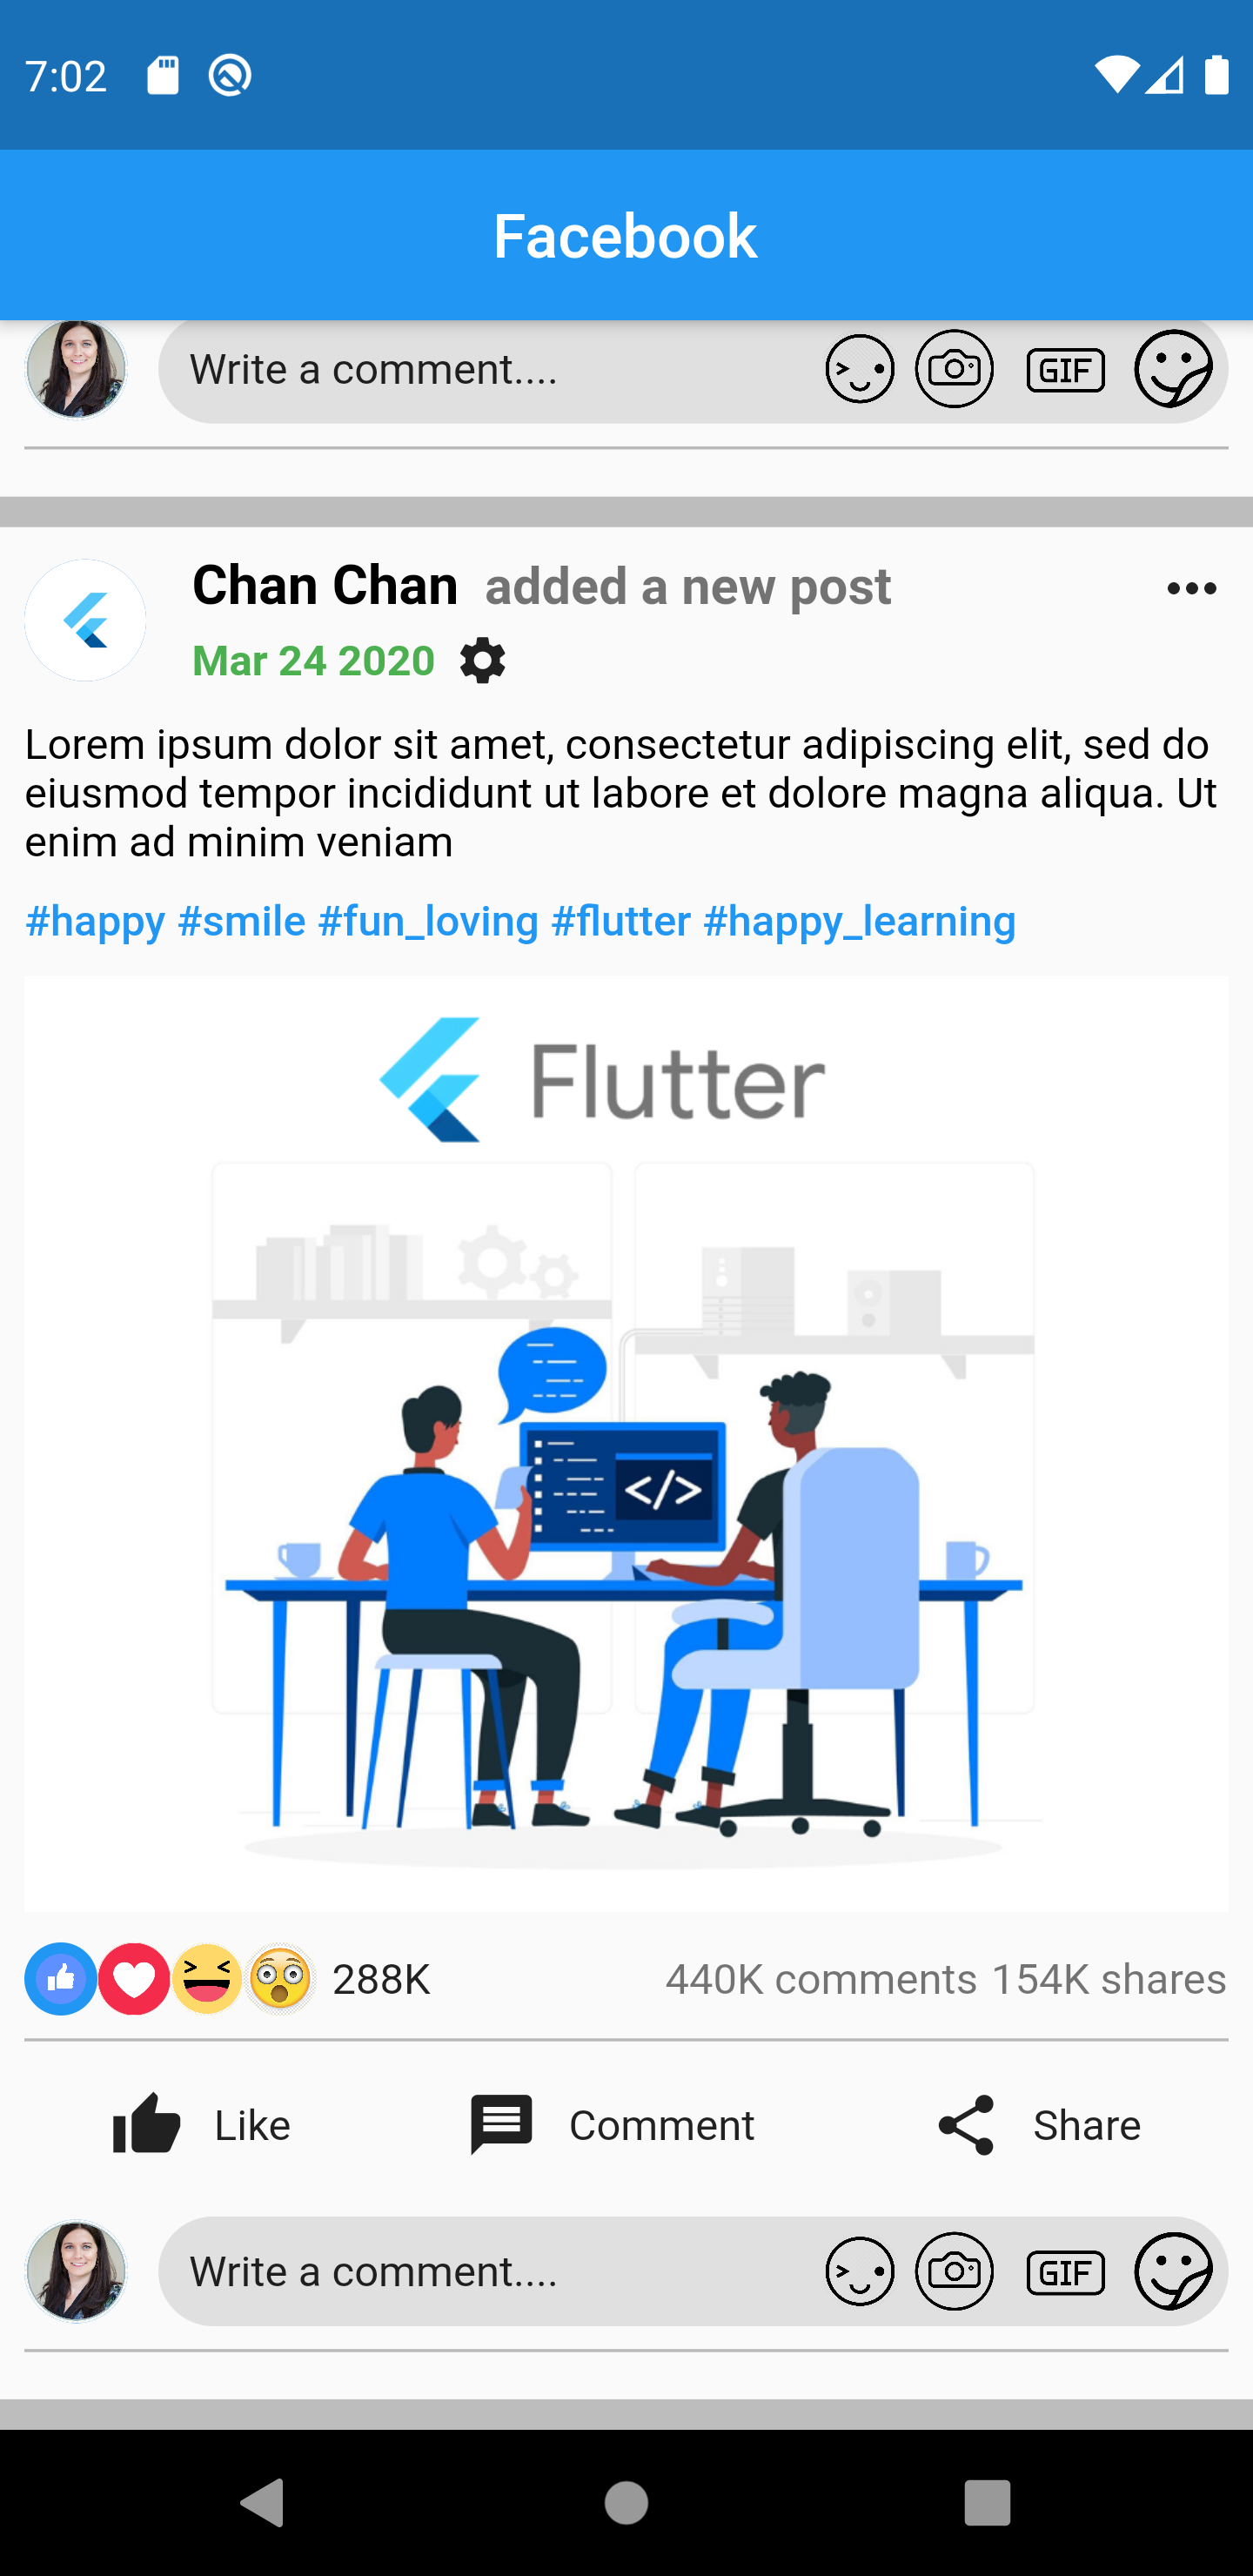 7:02
Facebook
Write a comment....
GIF
Chan Chan added a new post
Mar 24 2020
Lorem ipsum dolor sit amet, consectetur adipiscing elit, sed do
eiusmod tempor incididunt ut labore et dolore magna aliqua. Ut
enim ad minim veniam
#happy #smile #fun_loving #flutter #happy_learning
Flutter
</>
288K 440K comments 154K shares
Like Comment Share
Write a comment....
GIF